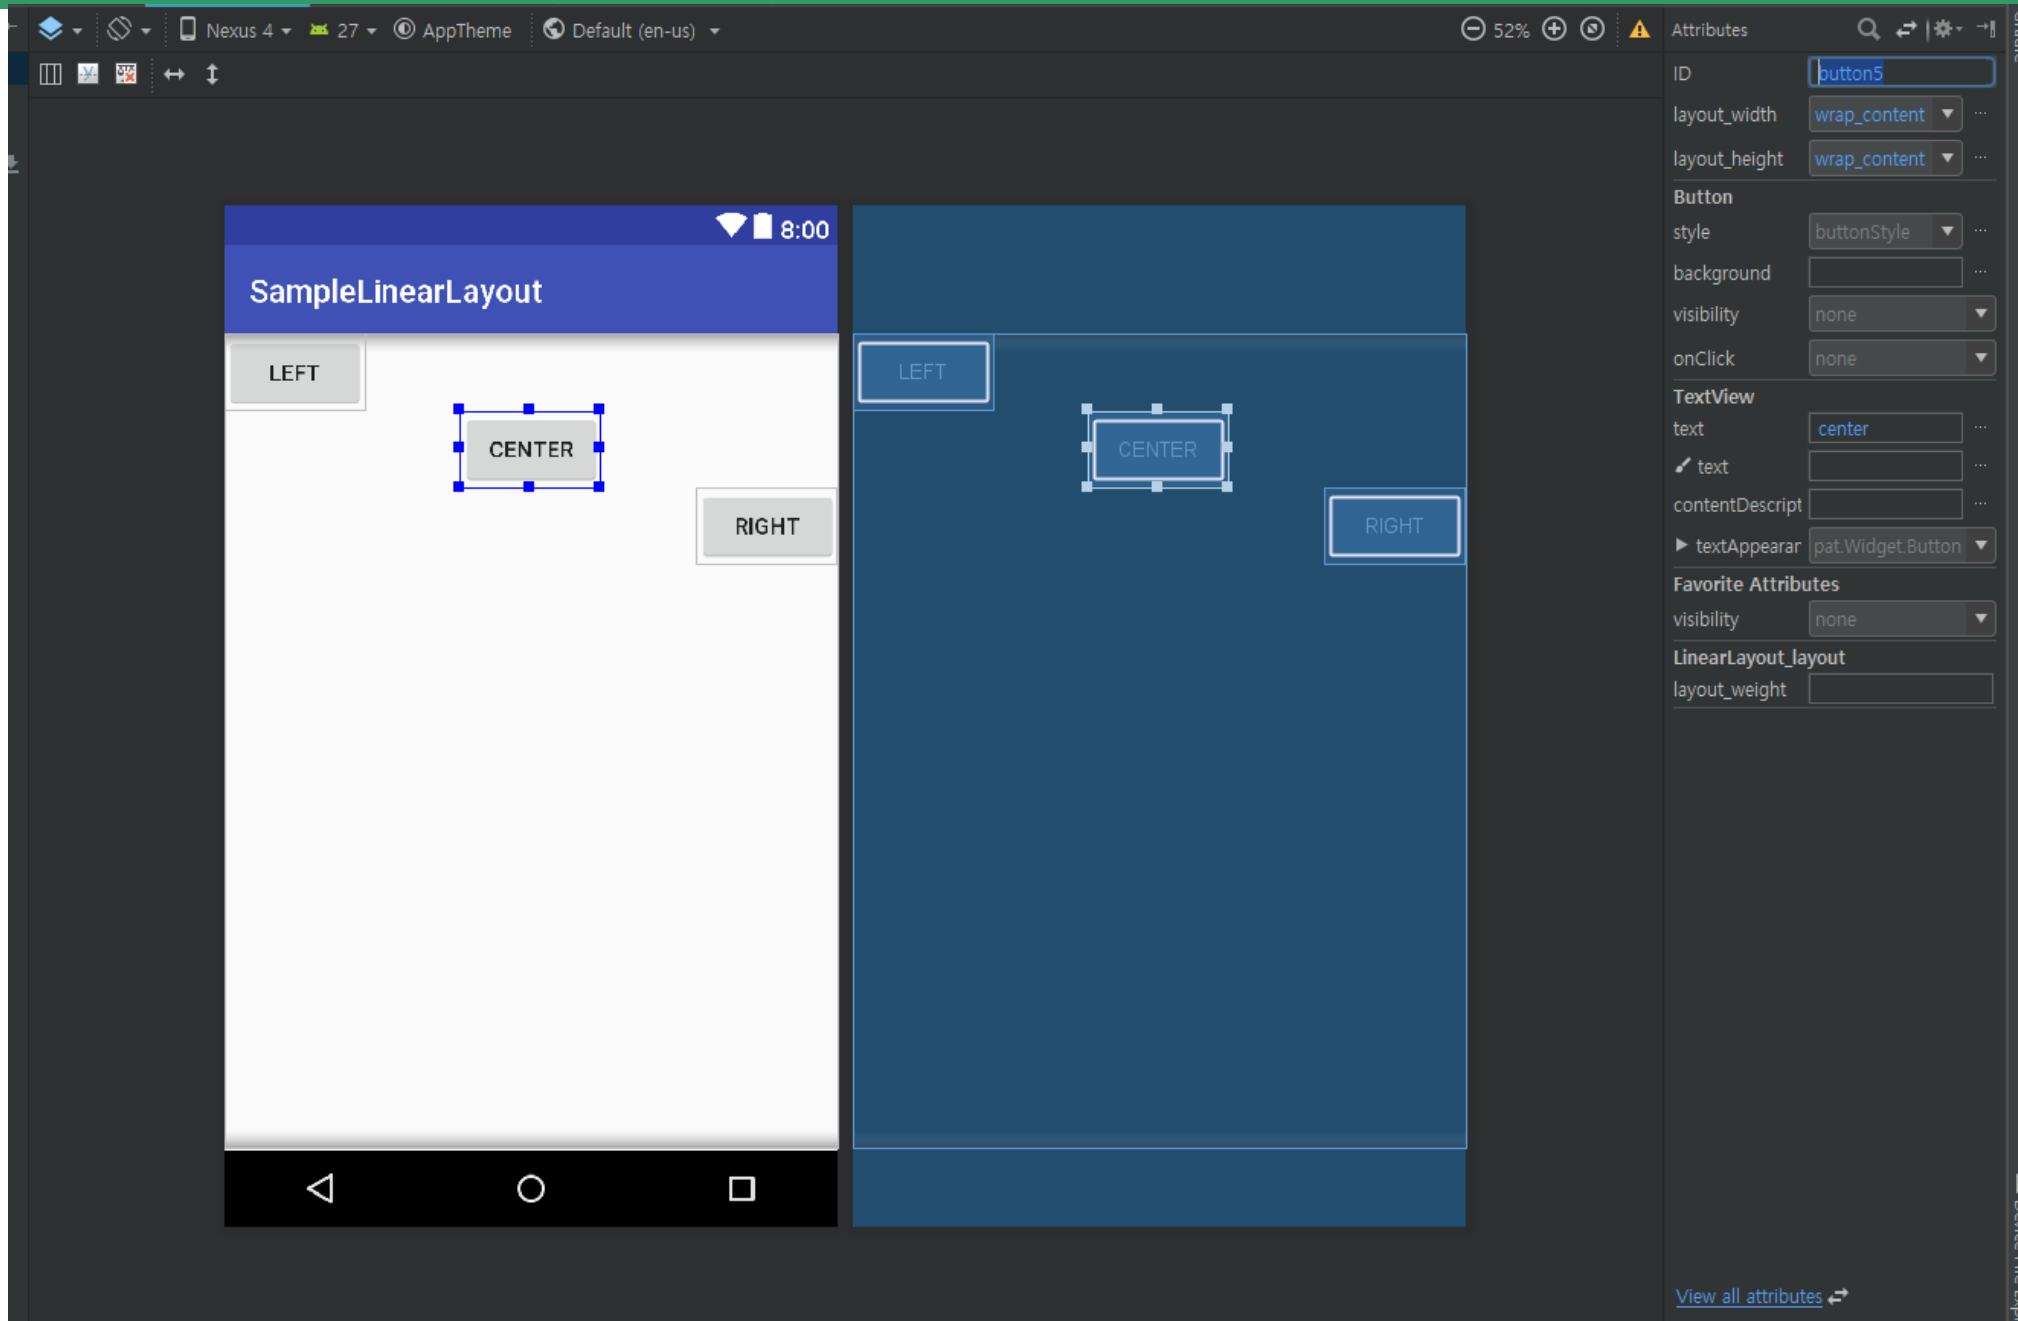 Nexus 4
27
AppTheme
Default (en-us)
52%
Attributes
ID
button5
layout_width
wrap_content
layout_height
wrap_content
Button
style
buttonStyle
background
visibility
none
onClick
none
TextView
text
center
text
contentDescript
textAppearar
pat.Widget.Button
Favorite Attributes
visibility
none
LinearLayout_layout
layout_weight
View all attributes
8:00
SampleLinearLayout
LEFT
CENTER
RIGHT
LEFT
CENTER
RIGHT